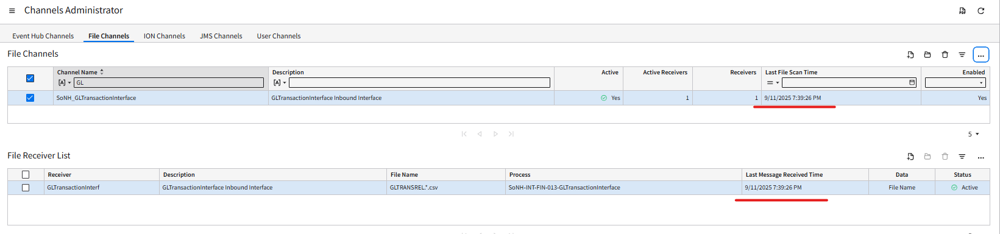 Channels Administrator
PDF
Event Hub Channels File Channels ION Channels JMS Channels User Channels
File Channels
...
Channel Name Description Active Active Receivers Receivers Last File Scan Time Enabled
[A] GL [A] =
SoNH_GLTransactionInterface GLTransactionInterface Inbound Interface Yes 1 1 9/11/2025 7:39:26 PM Yes
5
File Receiver List
...
Receiver Description File Name Process Last Message Received Time Data Status
GLTransactionInterf GLTransactionInterface Inbound Interface GLTRANSREL.*.csv SoNH-INT-FIN-013-GLTransactionInterface 9/11/2025 7:39:26 PM File Name Active